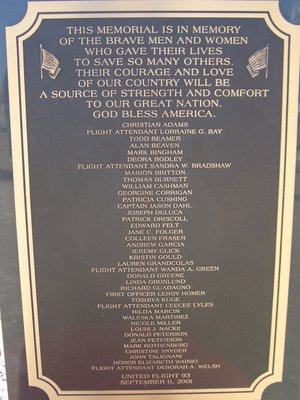 THIS MEMORIAL IS IN MEMORY
OF THE BRAVE MEN AND WOMEN
WHO GAVE THEIR LIVES
TO SAVE SO MANY OTHERS.
THEIR COURAGE AND LOVE
OF OUR COUNTRY WILL BE
A SOURCE OF STRENGTH AND COMFORT
TO OUR GREAT NATION.
GOD BLESS AMERICA.
CHRISTIAN ADAMS
FLIGHT ATTENDANT LORRAINE G. BAY
TODD BEAMER
ALAN BEAVEN
MARK BINGHAM
DEORA BODLEY
FLIGHT ATTENDANT SANDRA W. BRADSHAW
MARION BRITTON
THOMAS BURNETT
WILLIAM CASHMAN
GEORGINE CORRIGAN
PATRICIA CUSHING
CAPTAIN JASON DAHL
JOSEPH DELUCA
PATRICK DRISCOLL
EDWARD FELT
JANE C. FOLGER
COLLEEN FRASER
ANDREW GARCIA
JEREMY GLICK
KRISTIN GOULD
LAUREN GRANDCOLAS
FLIGHT ATTENDANT WANDA A. GREEN
DONALD GREENE
LINDA GRONLUND
RICHARD GUADAGNO
FIRST OFFICER LEROY HOMER
TOSHIYA KUGE
FLIGHT ATTENDANT CEECEE LYLES
HILDA MARCIN
WALESKA MARTINEZ
NICOLE MILLER
LOUIS J. NACKE
DONALD PETERSON
JEAN PETERSON
MARK ROTHENBERG
CHRISTINE SNYDER
JOHN TALIGNANI
HONOR ELIZABETH WAINIO
FLIGHT ATTENDANT DEBORAH A. WELSH
UNITED FLIGHT 93
SEPTEMBER 11, 2001